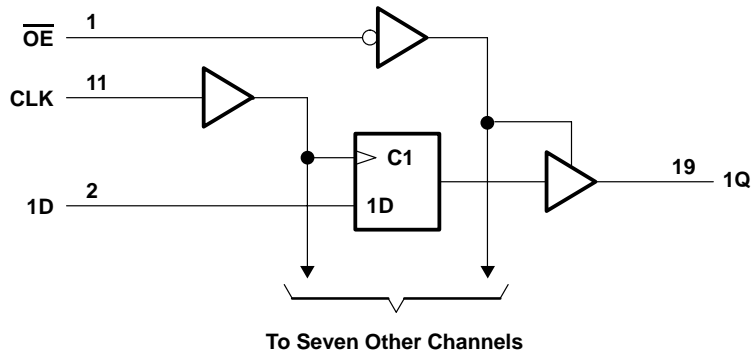 OE
1
CLK
11
C1
1D
2
1D
19
1Q
To Seven Other Channels